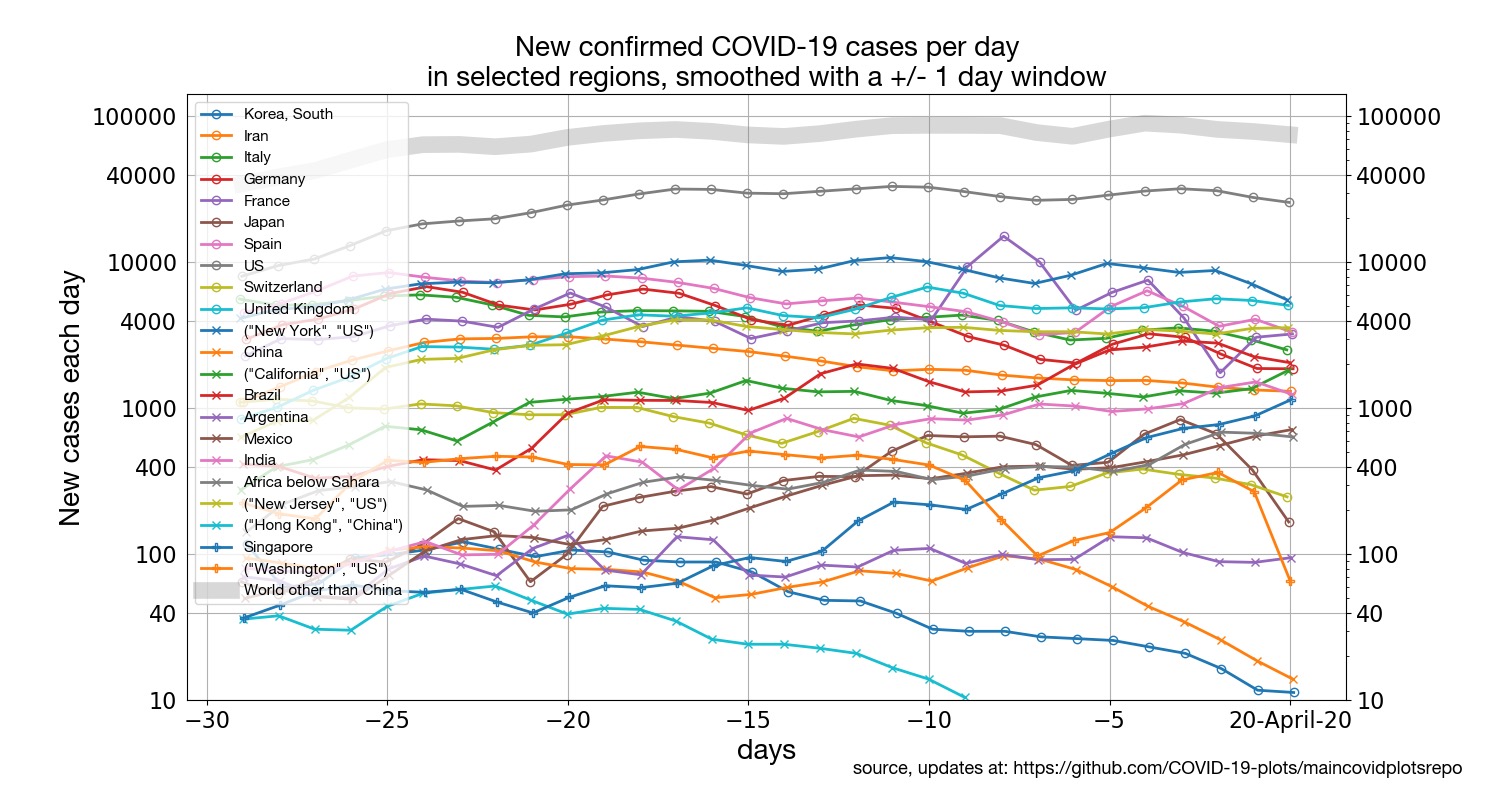 New confirmed COVID-19 cases per day
in selected regions, smoothed with a +/- 1 day window
New cases each day
100000
40000
10000
4000
1000
400
100
40
10
Korea, South
Iran
Italy
Germany
France
Japan
Spain
US
Switzerland
United Kingdom
("New York", "US")
China
("California", "US")
Brazil
Argentina
Mexico
India
Africa below Sahara
("New Jersey", "US")
("Hong Kong", "China")
Singapore
("Washington", "US")
World other than China
100000
40000
10000
4000
1000
400
100
40
10
−30 −25 −20 −15 −10 −5 20-April-20
days
source, updates at: https://github.com/COVID-19-plots/maincovidplotsrepo